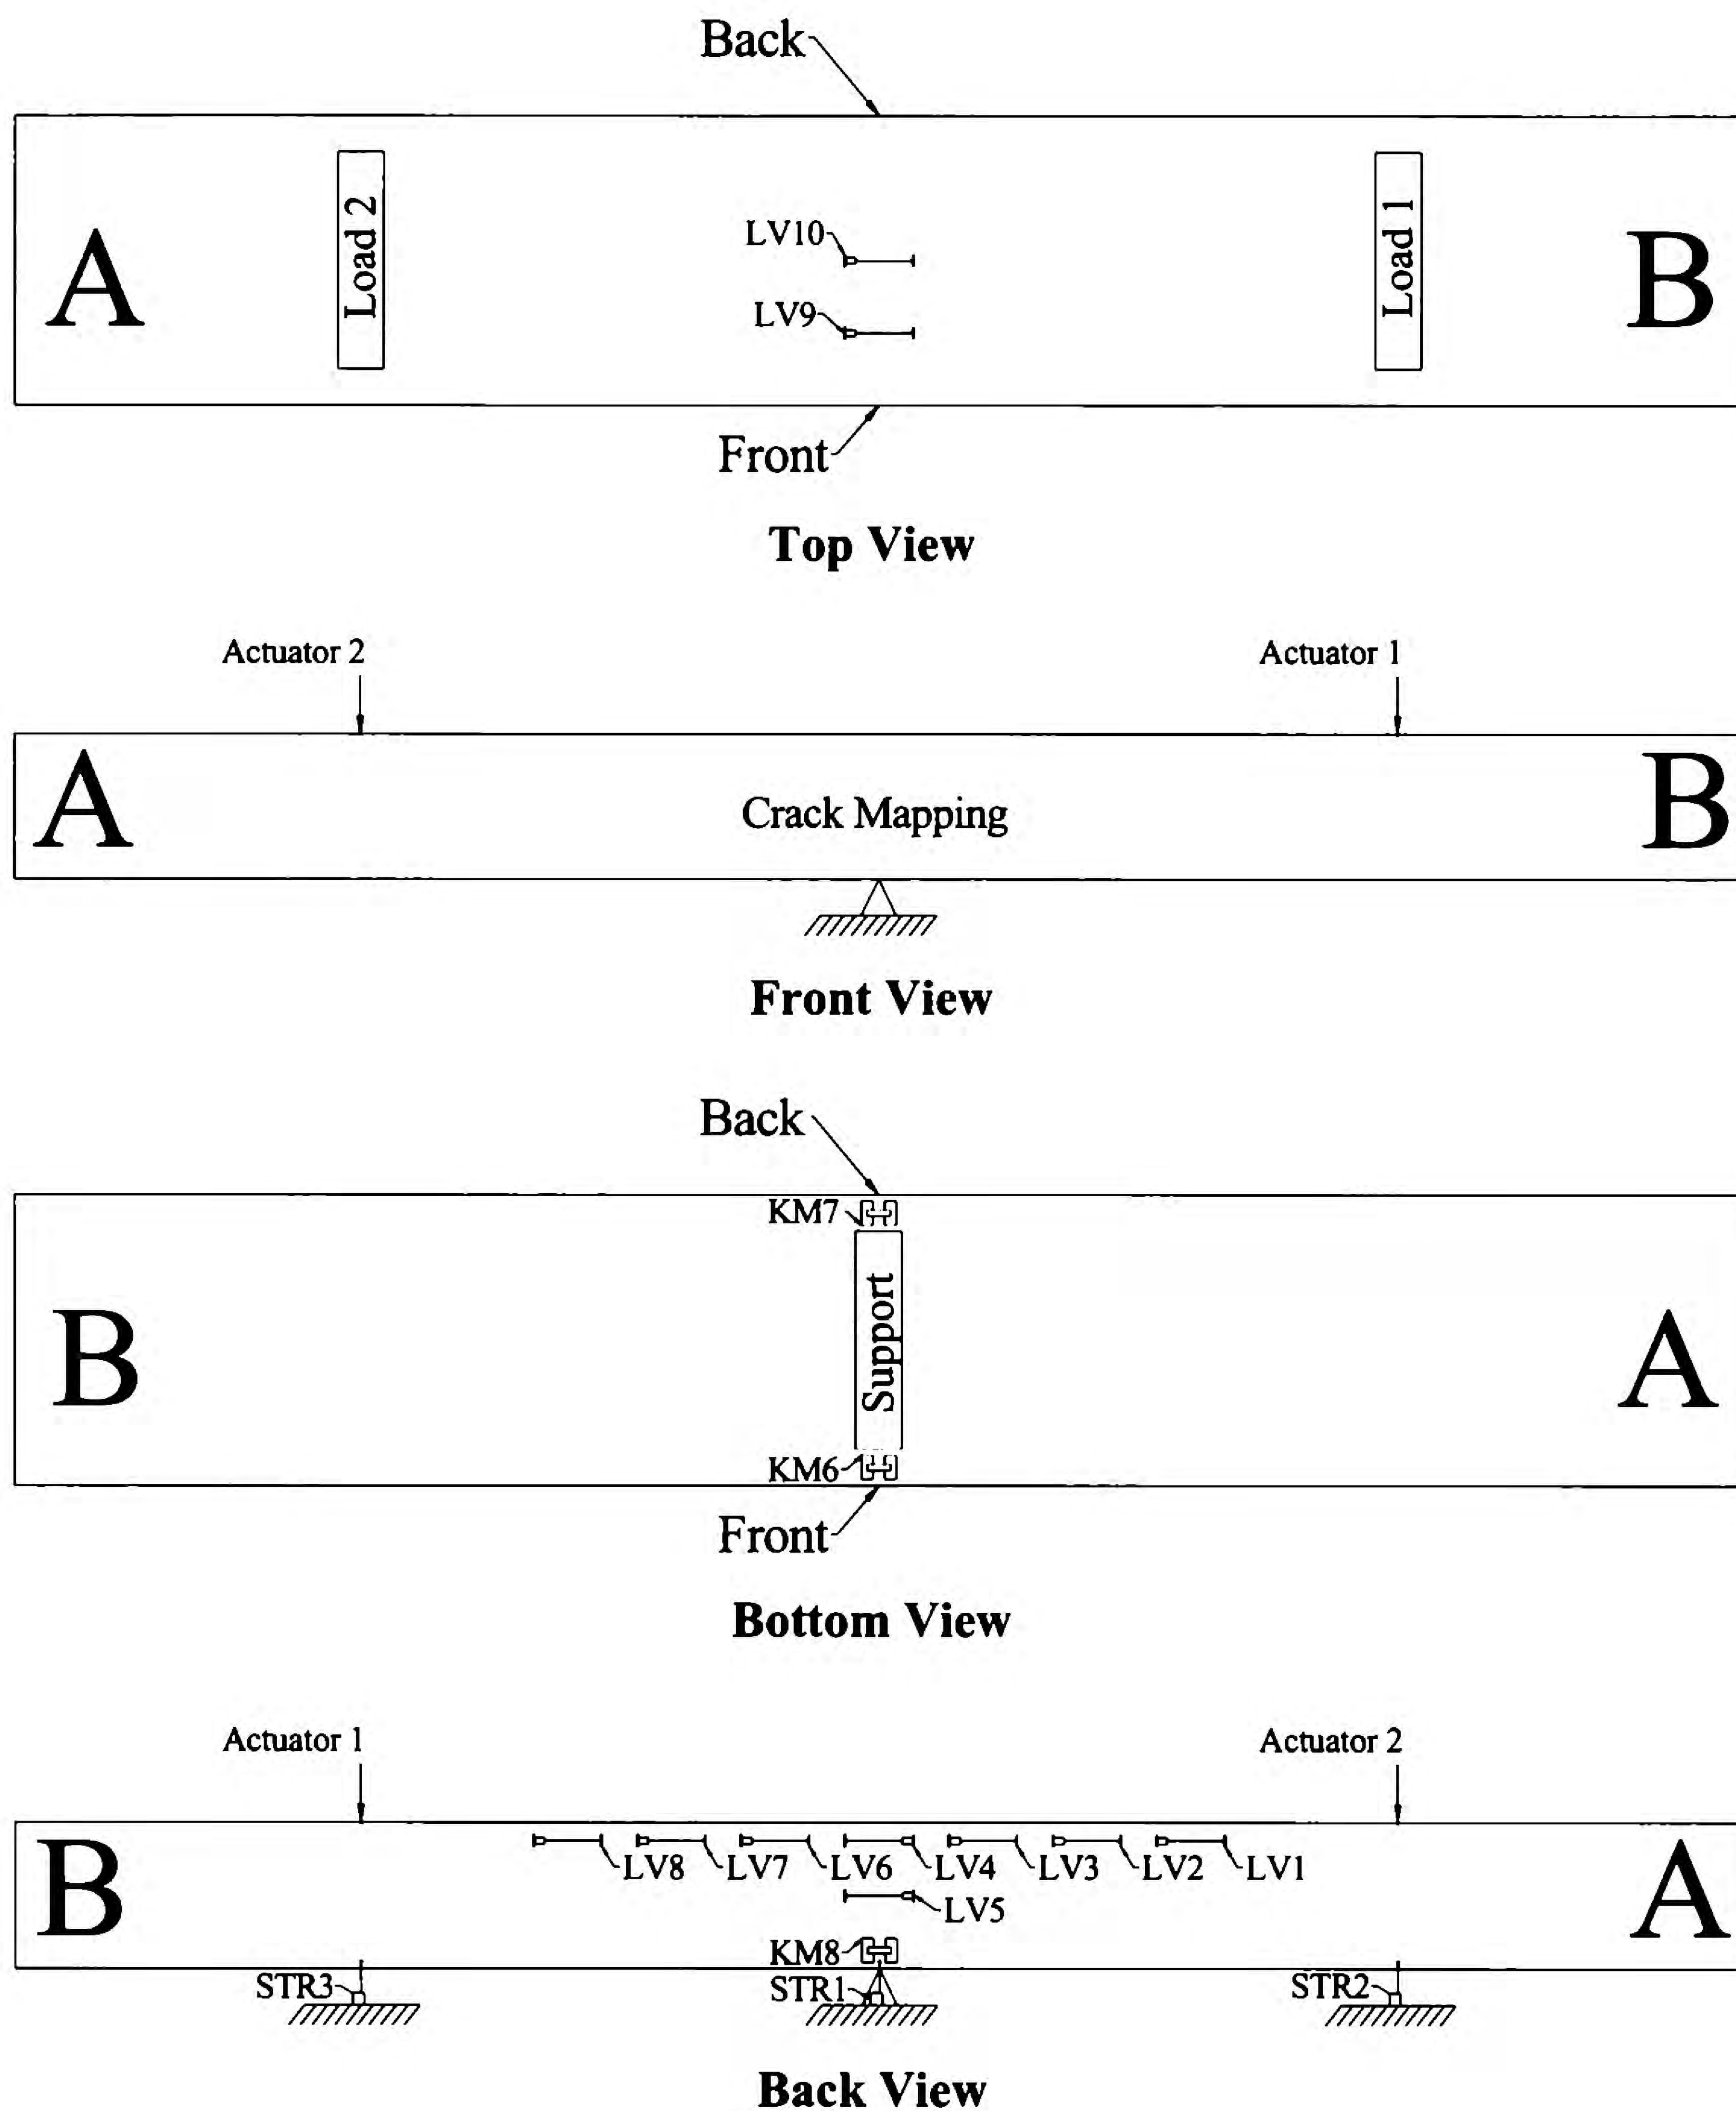 Back
Load 2
Load 1
LV10
A
B
LV9
Front
Top View
Actuator 2
Actuator 1
A
Crack Mapping
B
Front View
Back
KM7
B
Support
A
KM6
Front
Bottom View
Actuator 1
Actuator 2
B
LV8
LV7
LV6
LV4
LV3
LV2
LV1
A
LV5
KM8
STR3
STR1
STR2
Back View